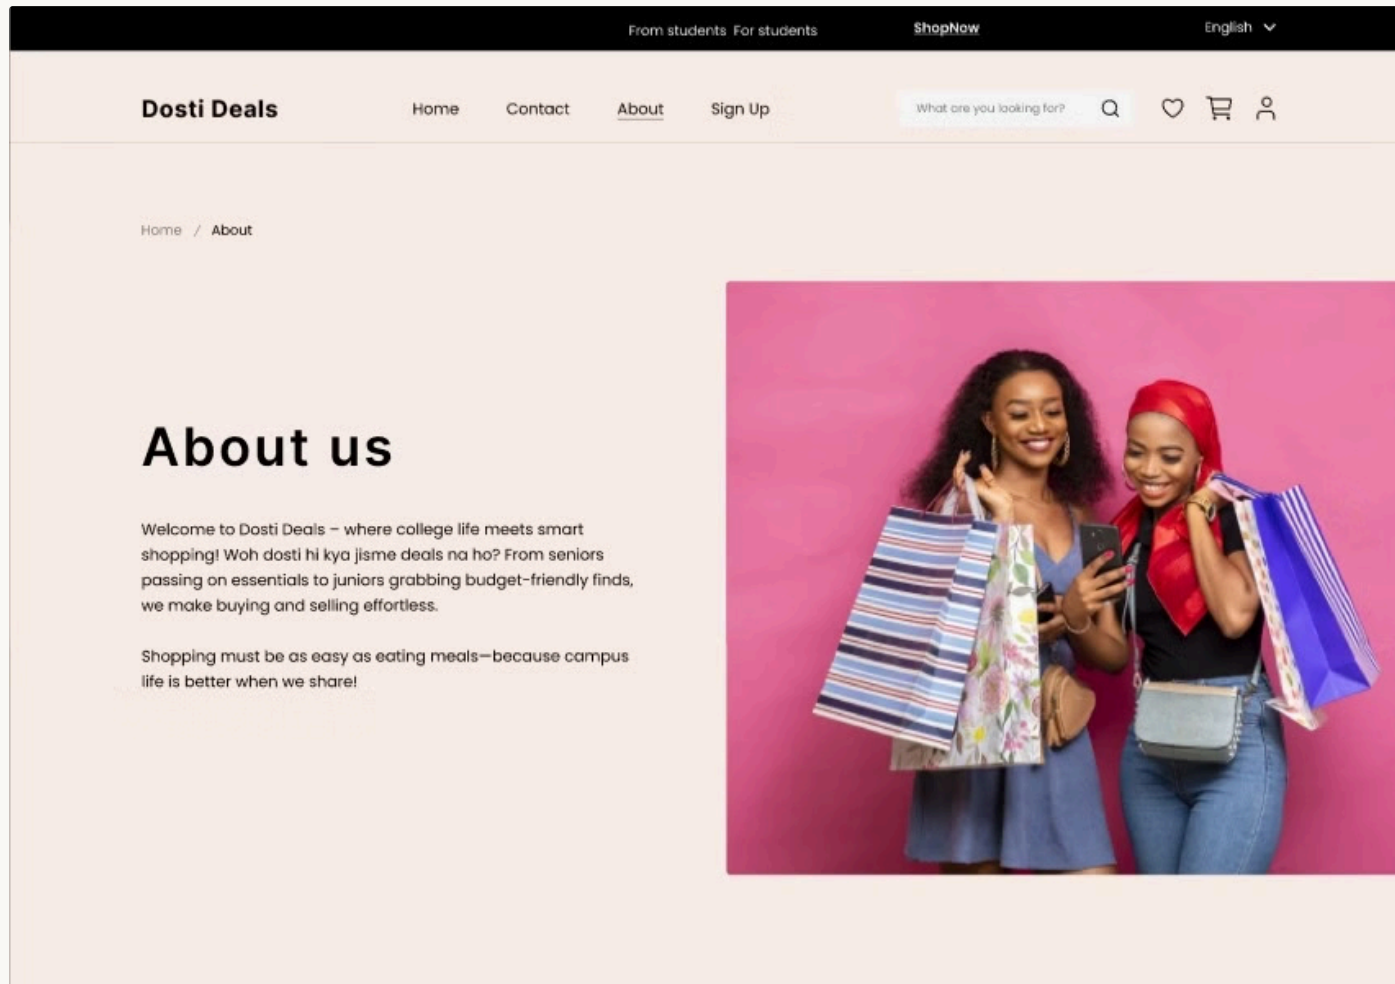 From students For students
ShopNow
English
Dosti Deals
Home
Contact
About
Sign Up
What are you looking for?
Home / About
About us
Welcome to Dosti Deals – where college life meets smart
shopping! Woh dosti hi kya jisme deals na ho? From seniors
passing on essentials to juniors grabbing budget-friendly finds,
we make buying and selling effortless.
Shopping must be as easy as eating meals—because campus
life is better when we share!